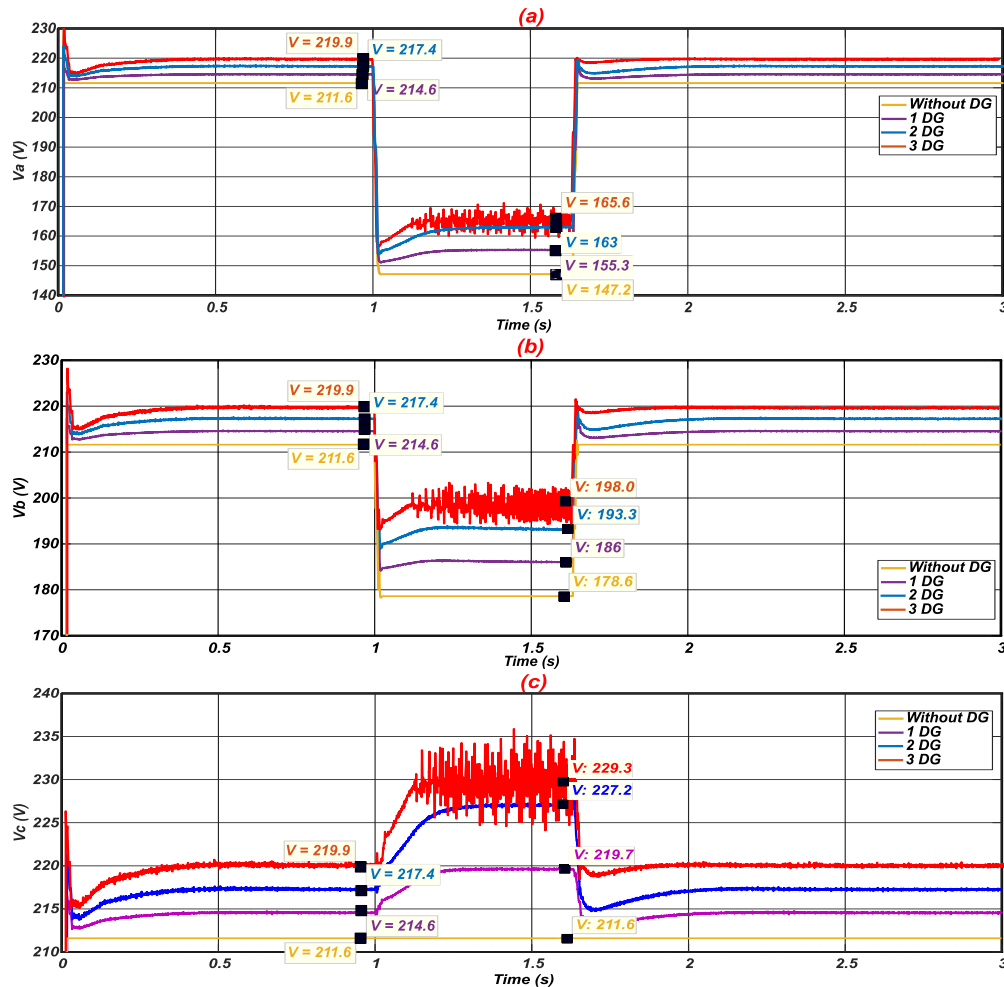 (a)
230
220
210
200
190
180
170
160
150
140
Va (V)
V = 219.9
V = 217.4
V = 214.6
V = 211.6
V = 165.6
V = 163
V = 155.3
V = 147.2
Without DG
1 DG
2 DG
3 DG
0
0.5
1
1.5
2
2.5
3
Time (s)
(b)
230
220
210
200
190
180
170
Vb (V)
V = 219.9
V = 217.4
V = 214.6
V = 211.6
V: 198.0
V: 193.3
V: 186
V: 178.6
Without DG
1 DG
2 DG
3 DG
0
0.5
1
1.5
2
2.5
3
Time (s)
(c)
240
235
230
225
220
215
210
Vc (V)
V: 229.3
V: 227.2
V = 219.9
V: 219.7
V = 217.4
V = 214.6
V = 211.6
V: 211.6
Without DG
1 DG
2 DG
3 DG
0
0.5
1
1.5
2
2.5
3
Time (s)